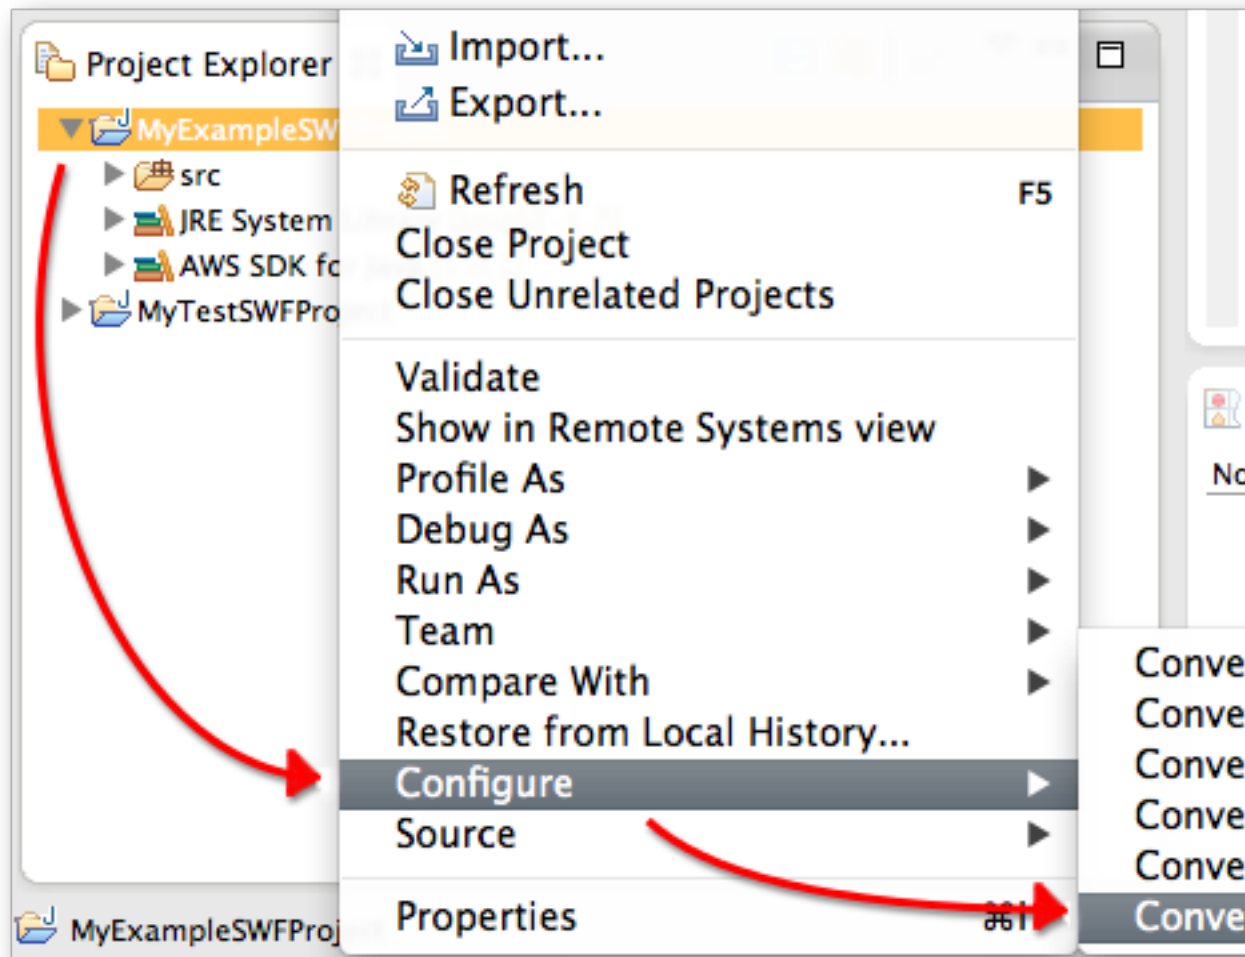 Project Explorer
MyExampleSW
src
JRE System
AWS SDK fo
MyTestSWFPro
MyExampleSWFProj
Import...
Export...
Refresh F5
Close Project
Close Unrelated Projects
Validate
Show in Remote Systems view
Profile As
Debug As
Run As
Team
Compare With
Restore from Local History...
Configure
Source
Properties ⌘I
Conve
Conve
Conve
Conve
Conve
Conve
No